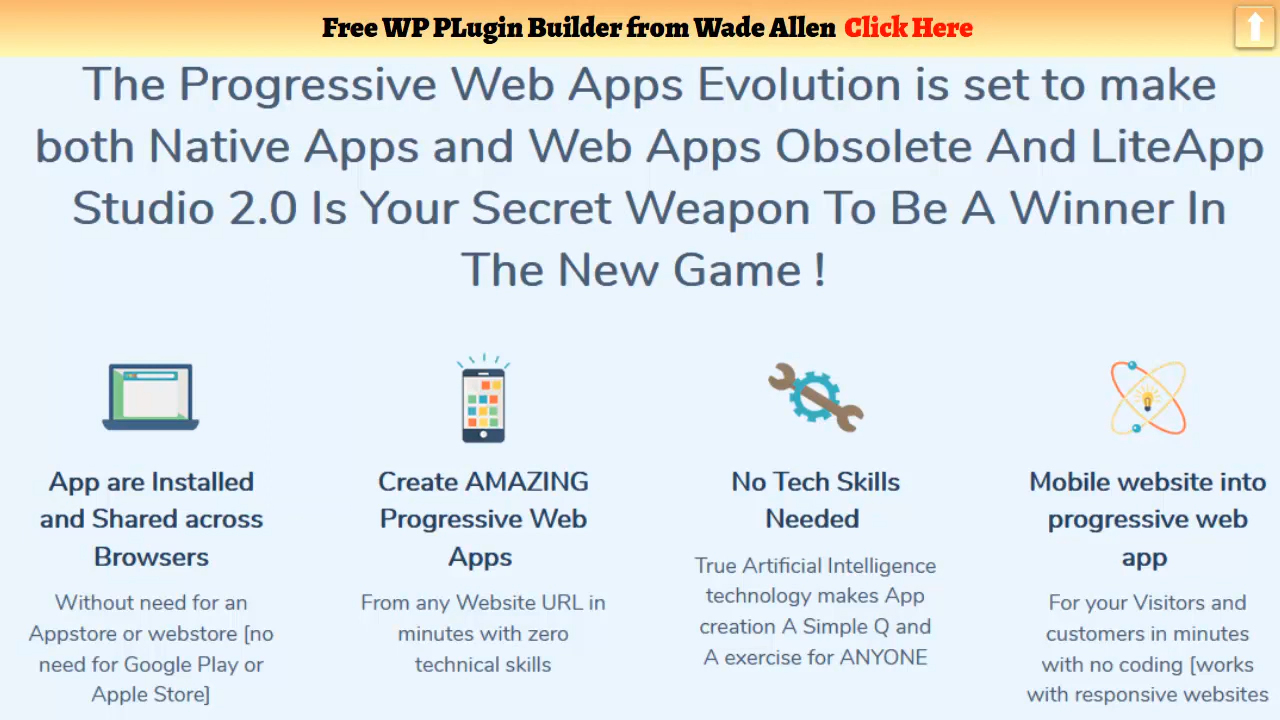 Free WP PLugin Builder from Wade Allen Click Here
The Progressive Web Apps Evolution is set to make
both Native Apps and Web Apps Obsolete And LiteApp
Studio 2.0 Is Your Secret Weapon To Be A Winner In
The New Game !
App are Installed
and Shared across
Browsers
Without need for an
Appstore or webstore [no
need for Google Play or
Apple Store]
Create AMAZING
Progressive Web
Apps
From any Website URL in
minutes with zero
technical skills
No Tech Skills
Needed
True Artificial Intelligence
technology makes App
creation A Simple Q and
A exercise for ANYONE
Mobile website into
progressive web
app
For your Visitors and
customers in minutes
with no coding [works
with responsive websites